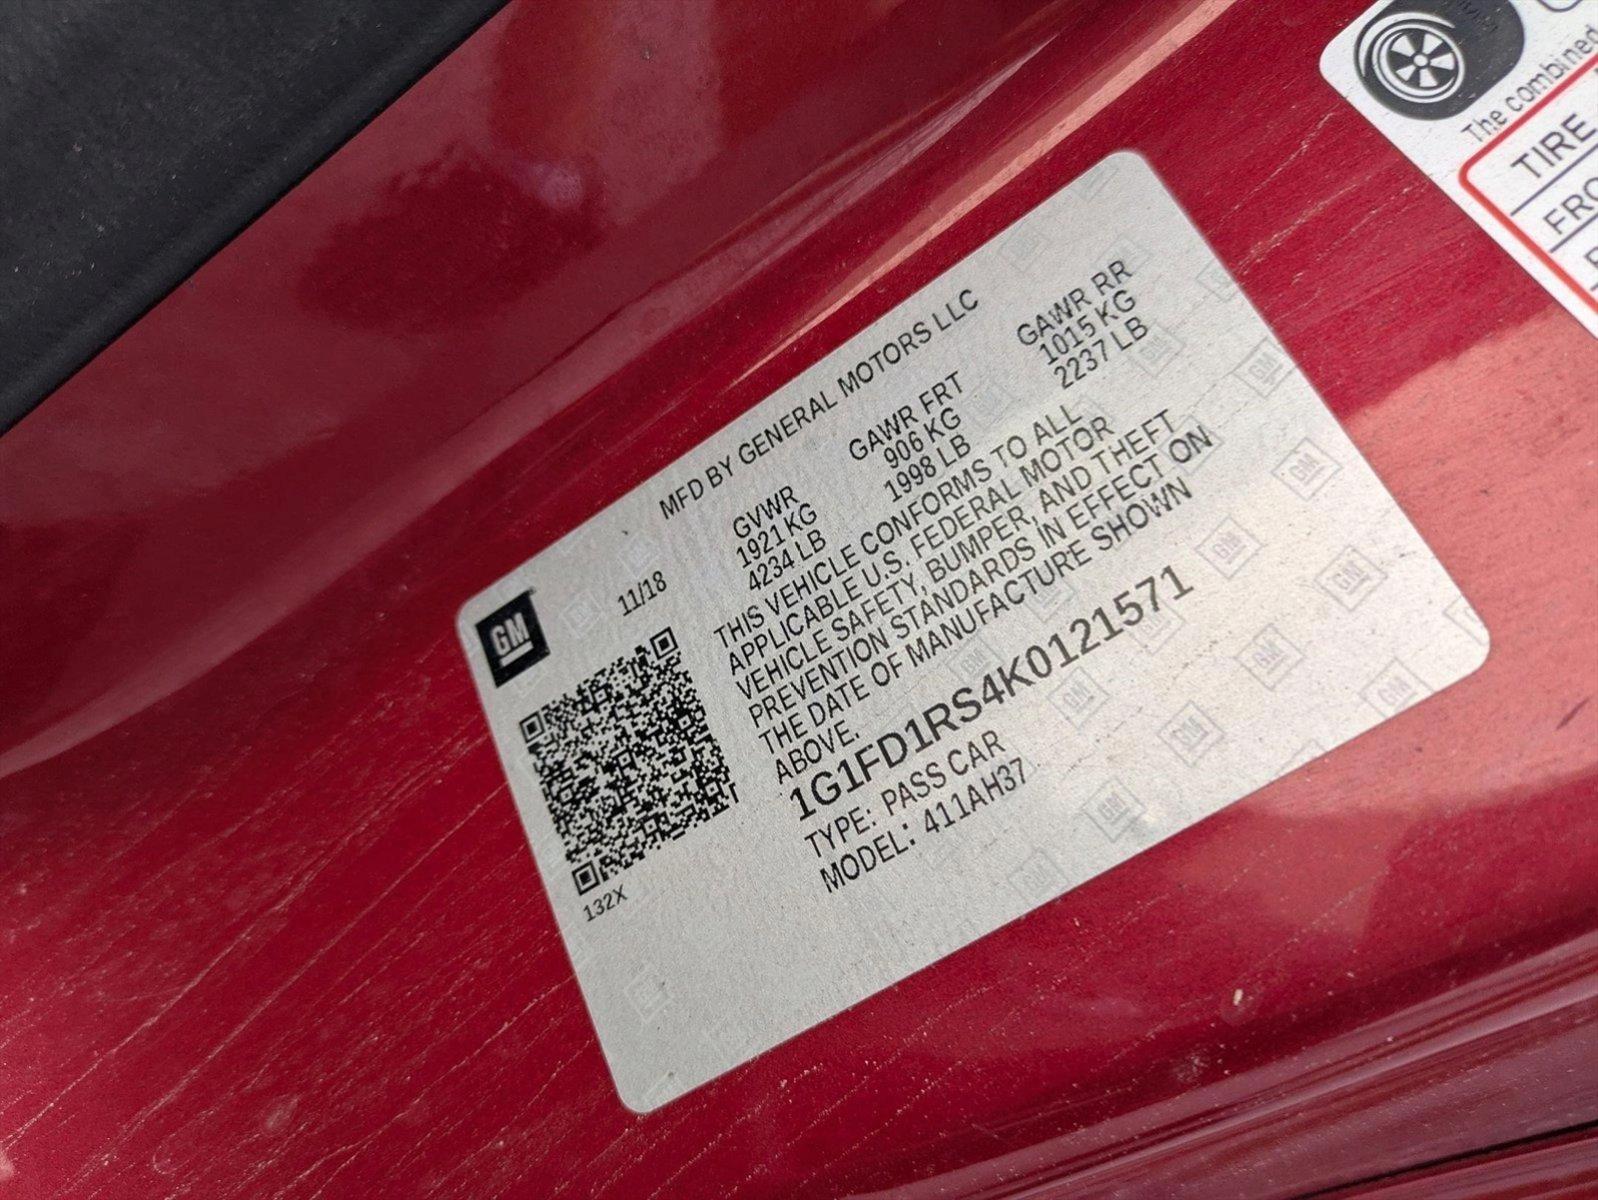 GM
11/18
MFD BY GENERAL MOTORS LLC
GVWR GAWR FRT GAWR RR
1921 KG 906 KG 1015 KG
4234 LB 1998 LB 2237 LB
THIS VEHICLE CONFORMS TO ALL
APPLICABLE U.S. FEDERAL MOTOR
VEHICLE SAFETY, BUMPER, AND THEFT
PREVENTION STANDARDS IN EFFECT ON
THE DATE OF MANUFACTURE SHOWN
ABOVE.
1G1FD1RS4K0121571
TYPE: PASS CAR
MODEL: 411AH37
132X
The combined
TIRE